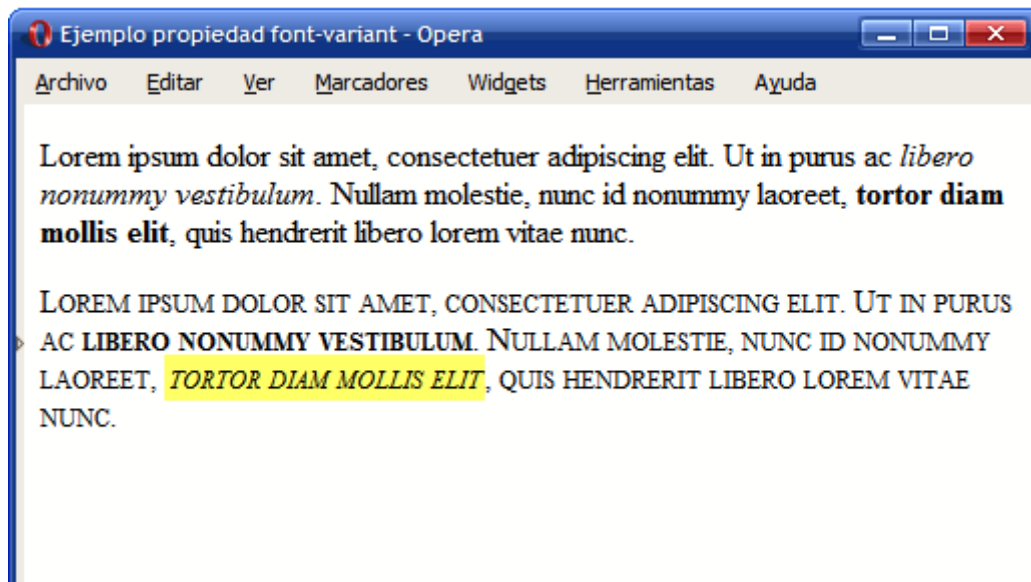 Ejemplo propiedad font-variant - Opera
Archivo Editar Ver Marcadores Widgets Herramientas Ayuda
Lorem ipsum dolor sit amet, consectetuer adipiscing elit. Ut in purus ac libero
nonummy vestibulum. Nullam molestie, nunc id nonummy laoreet, tortor diam
mollis elit, quis hendrerit libero lorem vitae nunc.
LOREM IPSUM DOLOR SIT AMET, CONSECTETUER ADIPISCING ELIT. UT IN PURUS
AC LIBERO NONUMMY VESTIBULUM. NULLAM MOLESTIE, NUNC ID NONUMMY
LAOREET, TORTOR DIAM MOLLIS ELIT, QUIS HENDRERIT LIBERO LOREM VITAE
NUNC.